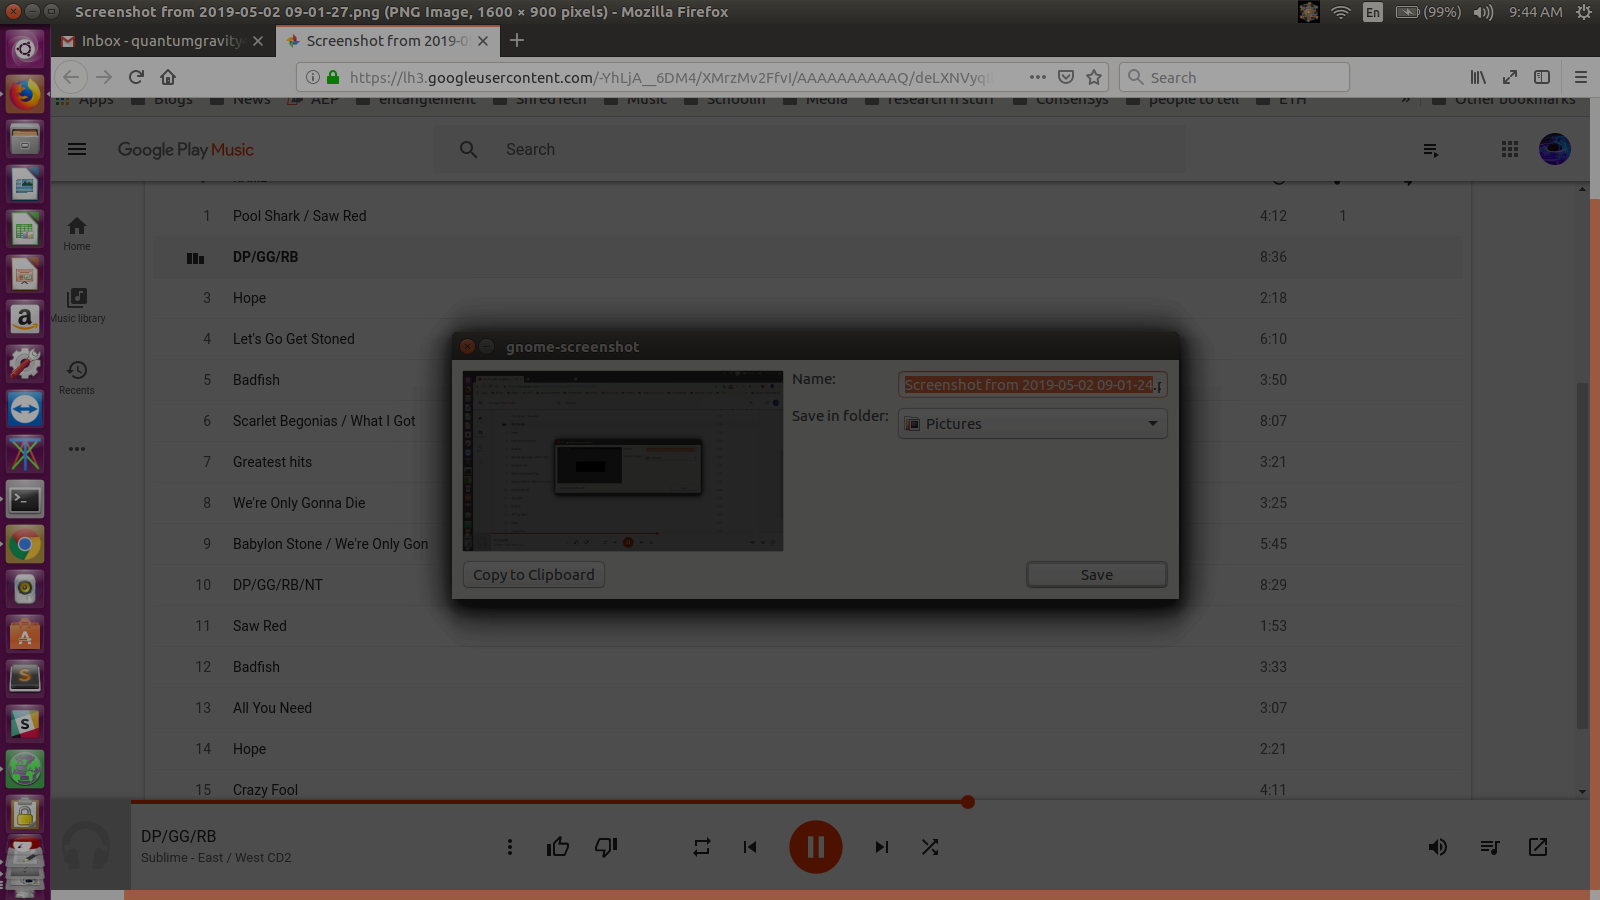 Screenshot from 2019-05-02 09-01-27.png (PNG Image, 1600 × 900 pixels) - Mozilla Firefox
En
(99%)
9:44 AM
Inbox - quantumgravity
Screenshot from 2019-0
https://lh3.googleusercontent.com/-YhLjA__6DM4/XMrzMv2FfvI/AAAAAAAAAAQ/deLXNVyq
Search
Apps
Blogs
News
AEP
entanglement
ShredTech
Music
Schoolin
Media
research n stuff
ConsenSys
people to tell
ETH
»
Other bookmarks
Google Play Music
Search
Home
Music library
Recents
1 Pool Shark / Saw Red 4:12 1
DP/GG/RB 8:36
3 Hope 2:18
4 Let's Go Get Stoned 6:10
5 Badfish 3:50
6 Scarlet Begonias / What I Got 8:07
7 Greatest hits 3:21
8 We're Only Gonna Die 3:25
9 Babylon Stone / We're Only Gon 5:45
10 DP/GG/RB/NT 8:29
11 Saw Red 1:53
12 Badfish 3:33
13 All You Need 3:07
14 Hope 2:21
15 Crazy Fool 4:11
gnome-screenshot
Name:
Screenshot from 2019-05-02 09-01-24.p
Save in folder:
Pictures
Copy to Clipboard
Save
DP/GG/RB
Sublime - East / West CD2